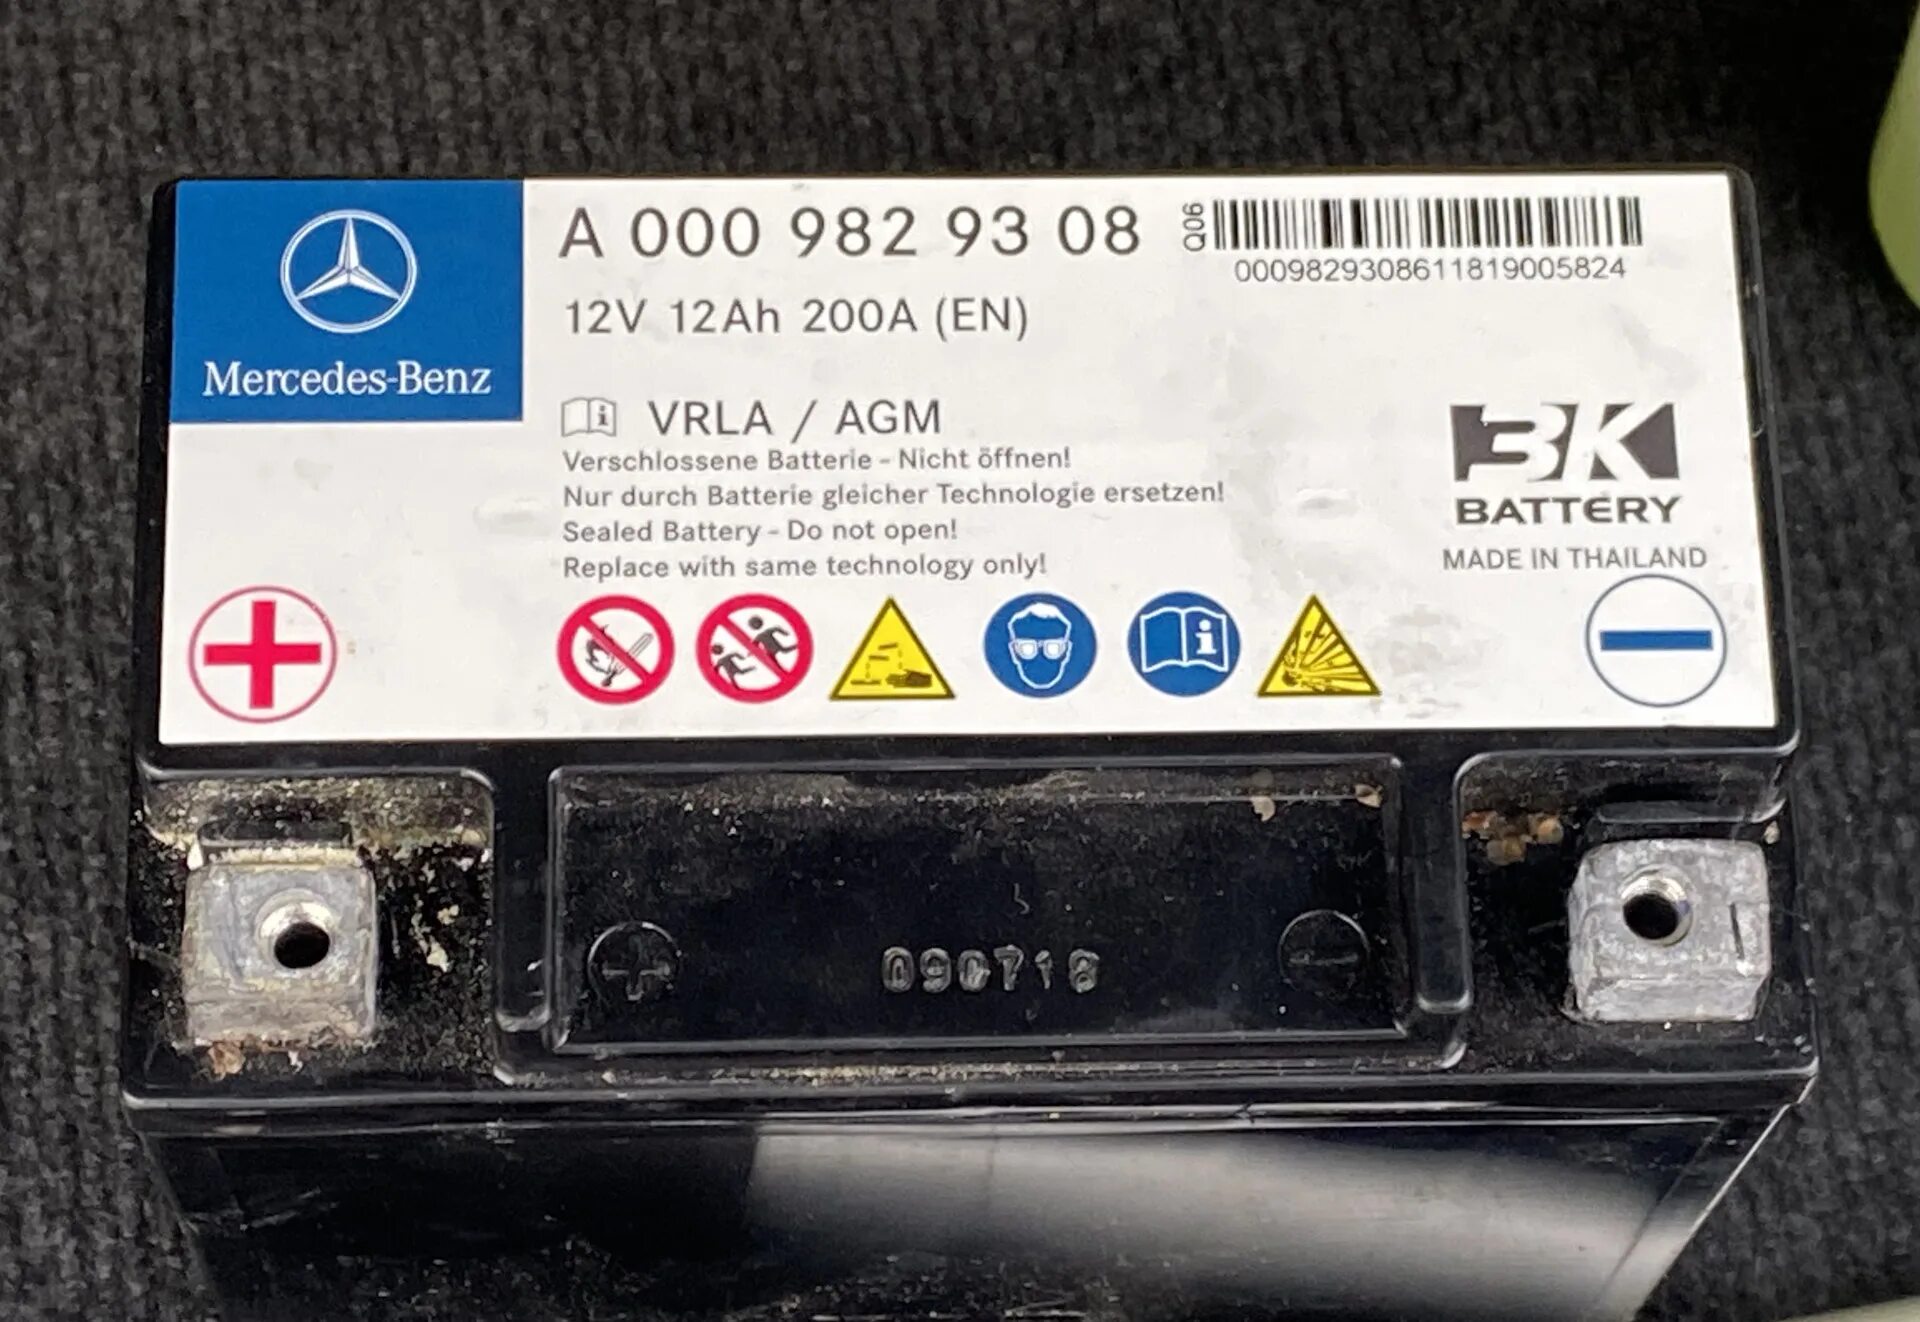 Mercedes-Benz
A 000 982 93 08
Q06
0009829308611819005824
12V 12Ah 200A (EN)
VRLA / AGM
Verschlossene Batterie - Nicht öffnen!
Nur durch Batterie gleicher Technologie ersetzen!
Sealed Battery - Do not open!
Replace with same technology only!
3K
BATTERY
MADE IN THAILAND
090718